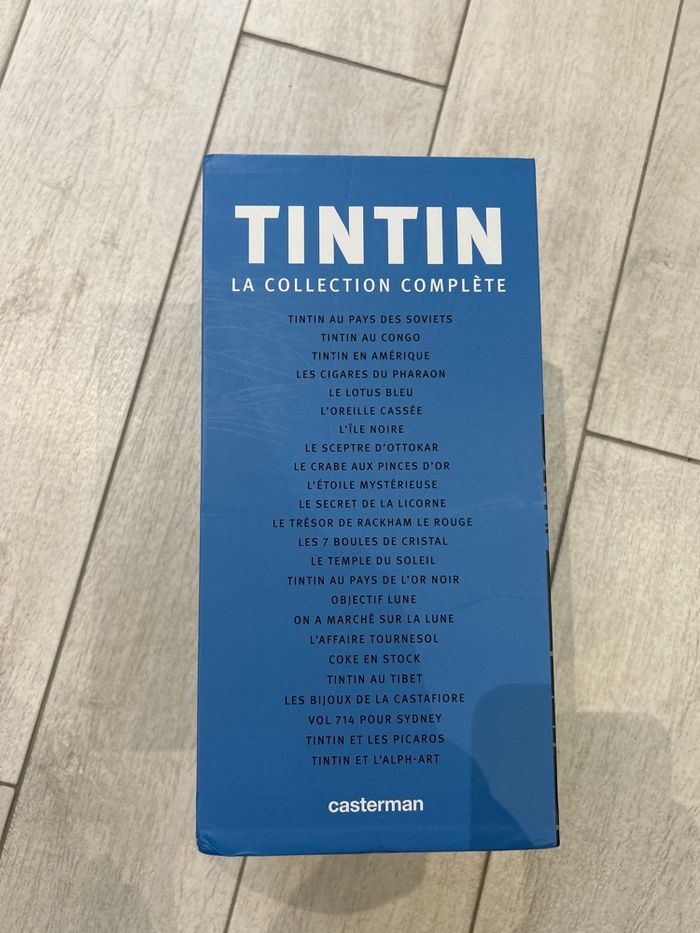 TINTIN
LA COLLECTION COMPLÈTE
TINTIN AU PAYS DES SOVIETS
TINTIN AU CONGO
TINTIN EN AMÉRIQUE
LES CIGARES DU PHARAON
LE LOTUS BLEU
L'OREILLE CASSÉE
L'ÎLE NOIRE
LE SCEPTRE D'OTTOKAR
LE CRABE AUX PINCES D'OR
L'ÉTOILE MYSTÉRIEUSE
LE SECRET DE LA LICORNE
LE TRÉSOR DE RACKHAM LE ROUGE
LES 7 BOULES DE CRISTAL
LE TEMPLE DU SOLEIL
TINTIN AU PAYS DE L'OR NOIR
OBJECTIF LUNE
ON A MARCHÉ SUR LA LUNE
L'AFFAIRE TOURNESOL
COKE EN STOCK
TINTIN AU TIBET
LES BIJOUX DE LA CASTAFIORE
VOL 714 POUR SYDNEY
TINTIN ET LES PICAROS
TINTIN ET L'ALPH-ART
casterman